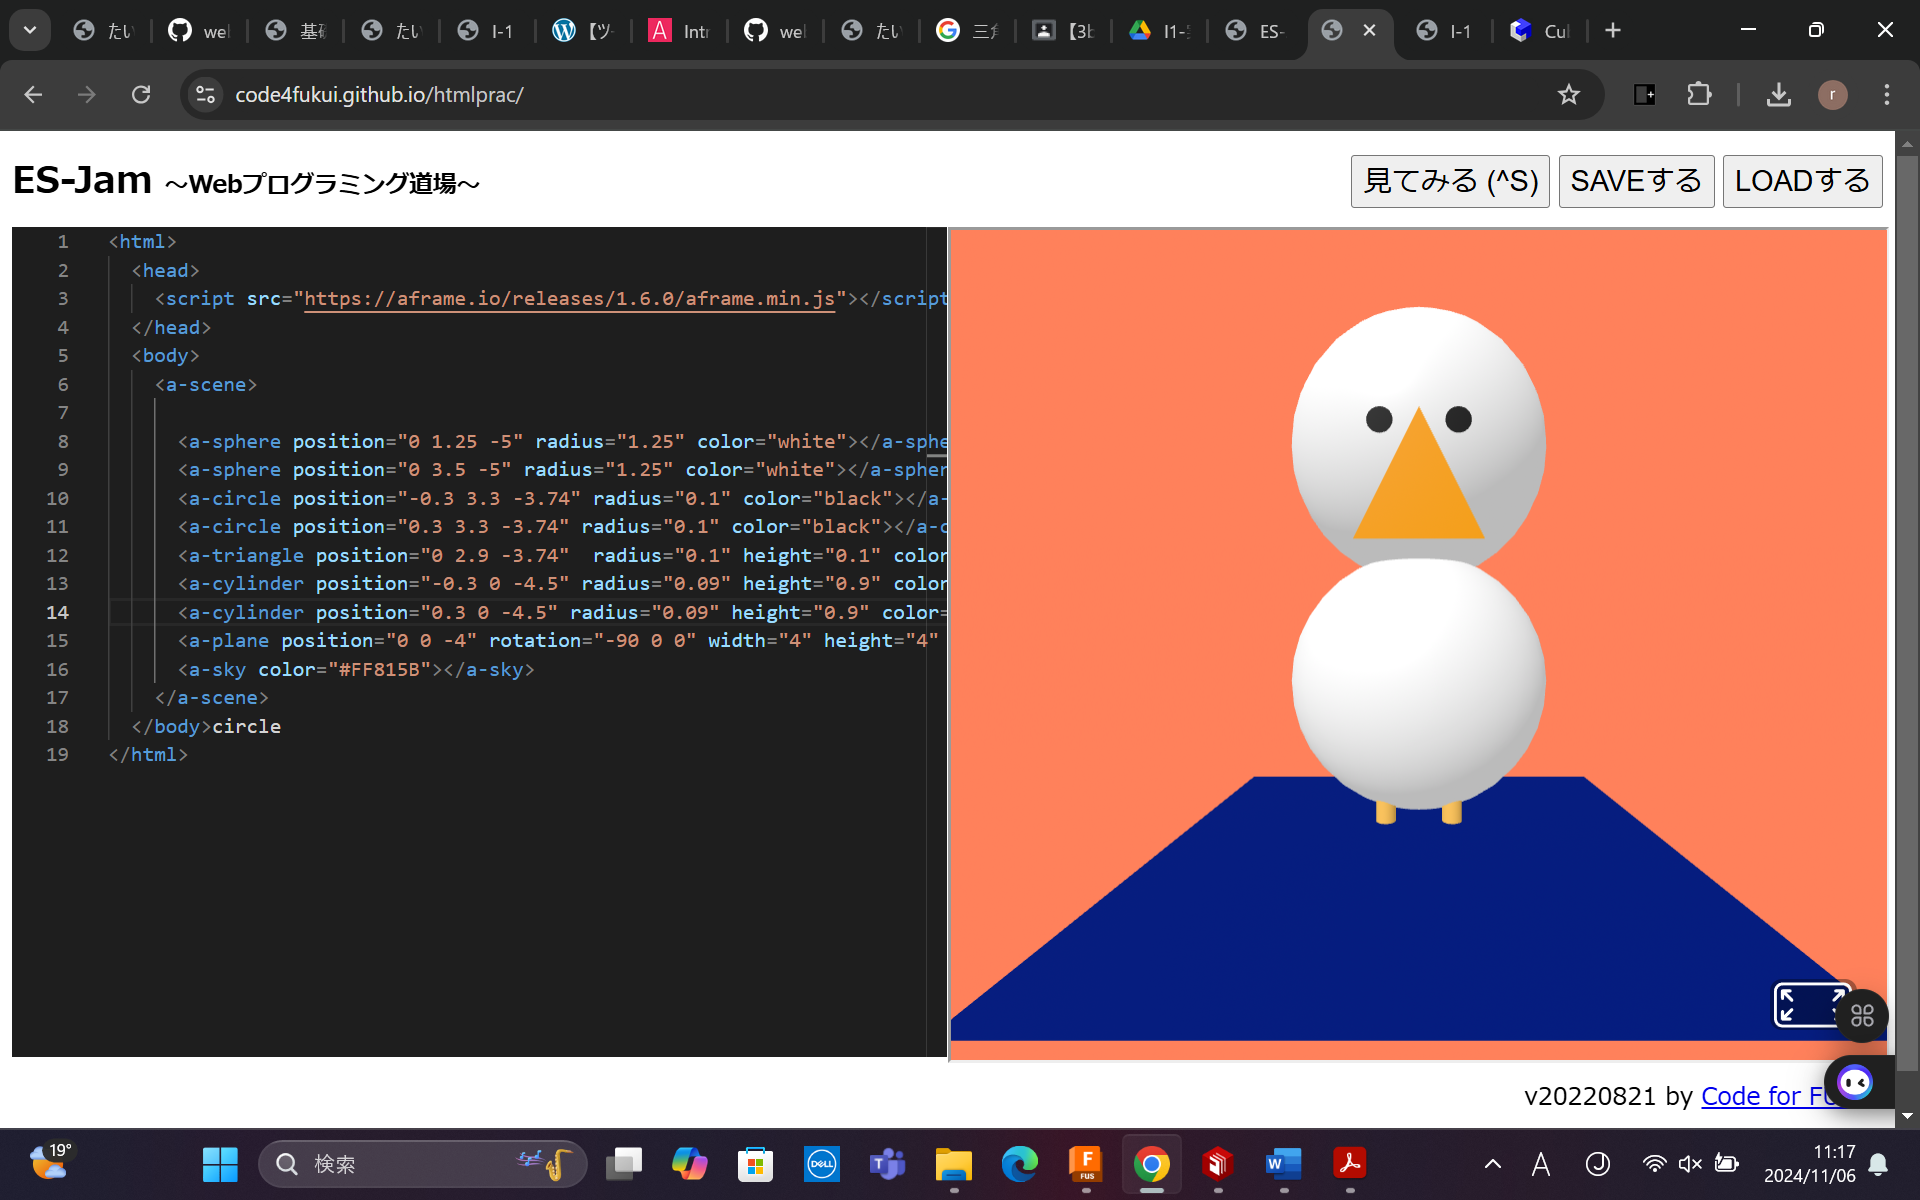 たい
wel
基礎
たい
I-1
【ツ
Intr
wel
たい
三角
【3b
I1-5
ES-
I-1
Cul
code4fukui.github.io/htmlprac/
r
ES-Jam ～Webプログラミング道場～
見てみる (^S)
SAVEする
LOADする
1 <html>
2 <head>
3 <script src="https://aframe.io/releases/1.6.0/aframe.min.js"></script
4 </head>
5 <body>
6 <a-scene>
7
8 <a-sphere position="0 1.25 -5" radius="1.25" color="white"></a-sphe
9 <a-sphere position="0 3.5 -5" radius="1.25" color="white"></a-spher
10 <a-circle position="-0.3 3.3 -3.74" radius="0.1" color="black"></a-
11 <a-circle position="0.3 3.3 -3.74" radius="0.1" color="black"></a-c
12 <a-triangle position="0 2.9 -3.74"  radius="0.1" height="0.1" color
13 <a-cylinder position="-0.3 0 -4.5" radius="0.09" height="0.9" color
14 <a-cylinder position="0.3 0 -4.5" radius="0.09" height="0.9" color=
15 <a-plane position="0 0 -4" rotation="-90 0 0" width="4" height="4"
16 <a-sky color="#FF815B"></a-sky>
17 </a-scene>
18 </body>circle
19 </html>
v20220821 by Code for FU
19°
検索
DELL
F
FUS
W
A
J
11:17
2024/11/06